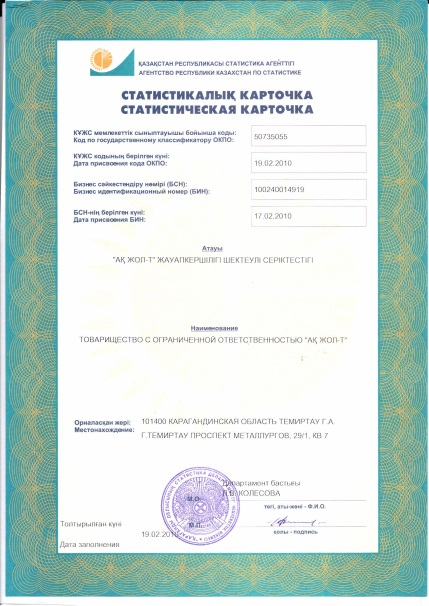 ҚАЗАҚСТАН РЕСПУБЛИКАСЫ СТАТИСТИКА АГЕНТТІГІ
АГЕНТСТВО РЕСПУБЛИКИ КАЗАХСТАН ПО СТАТИСТИКЕ
СТАТИСТИКАЛЫҚ КАРТОЧКА
СТАТИСТИЧЕСКАЯ КАРТОЧКА
КҰЖС мемлекеттік сыныптауышы бойынша коды:
Код по государственному классификатору ОКПО:
50735055
КҰЖС кодының берілген күні:
Дата присвоения кода ОКПО:
19.02.2010
Бизнес сәйкестендіру нөмірі (БСН):
Бизнес идентификационный номер (БИН):
100240014919
БСН-нің берілген күні:
Дата присвоения БИН:
17.02.2010
Атауы
"АҚ ЖОЛ-Т" ЖАУАПКЕРШІЛІГІ ШЕКТЕУЛІ СЕРІКТЕСТІГІ
Наименование
ТОВАРИЩЕСТВО С ОГРАНИЧЕННОЙ ОТВЕТСТВЕННОСТЬЮ "АҚ ЖОЛ-Т"
Орналасқан жері:
Местонахождение:
101400 КАРАГАНДИНСКАЯ ОБЛАСТЬ ТЕМИРТАУ Г.А.
Г.ТЕМИРТАУ ПРОСПЕКТ МЕТАЛЛУРГОВ, 29/1, КВ 7
Департамент бастығы
КОЛЕСОВА
М.О.
тегі, аты-жөні - Ф.И.О.
Толтырылған күні
19.02.2010
М.П.
қолы - подпись
Дата заполнения